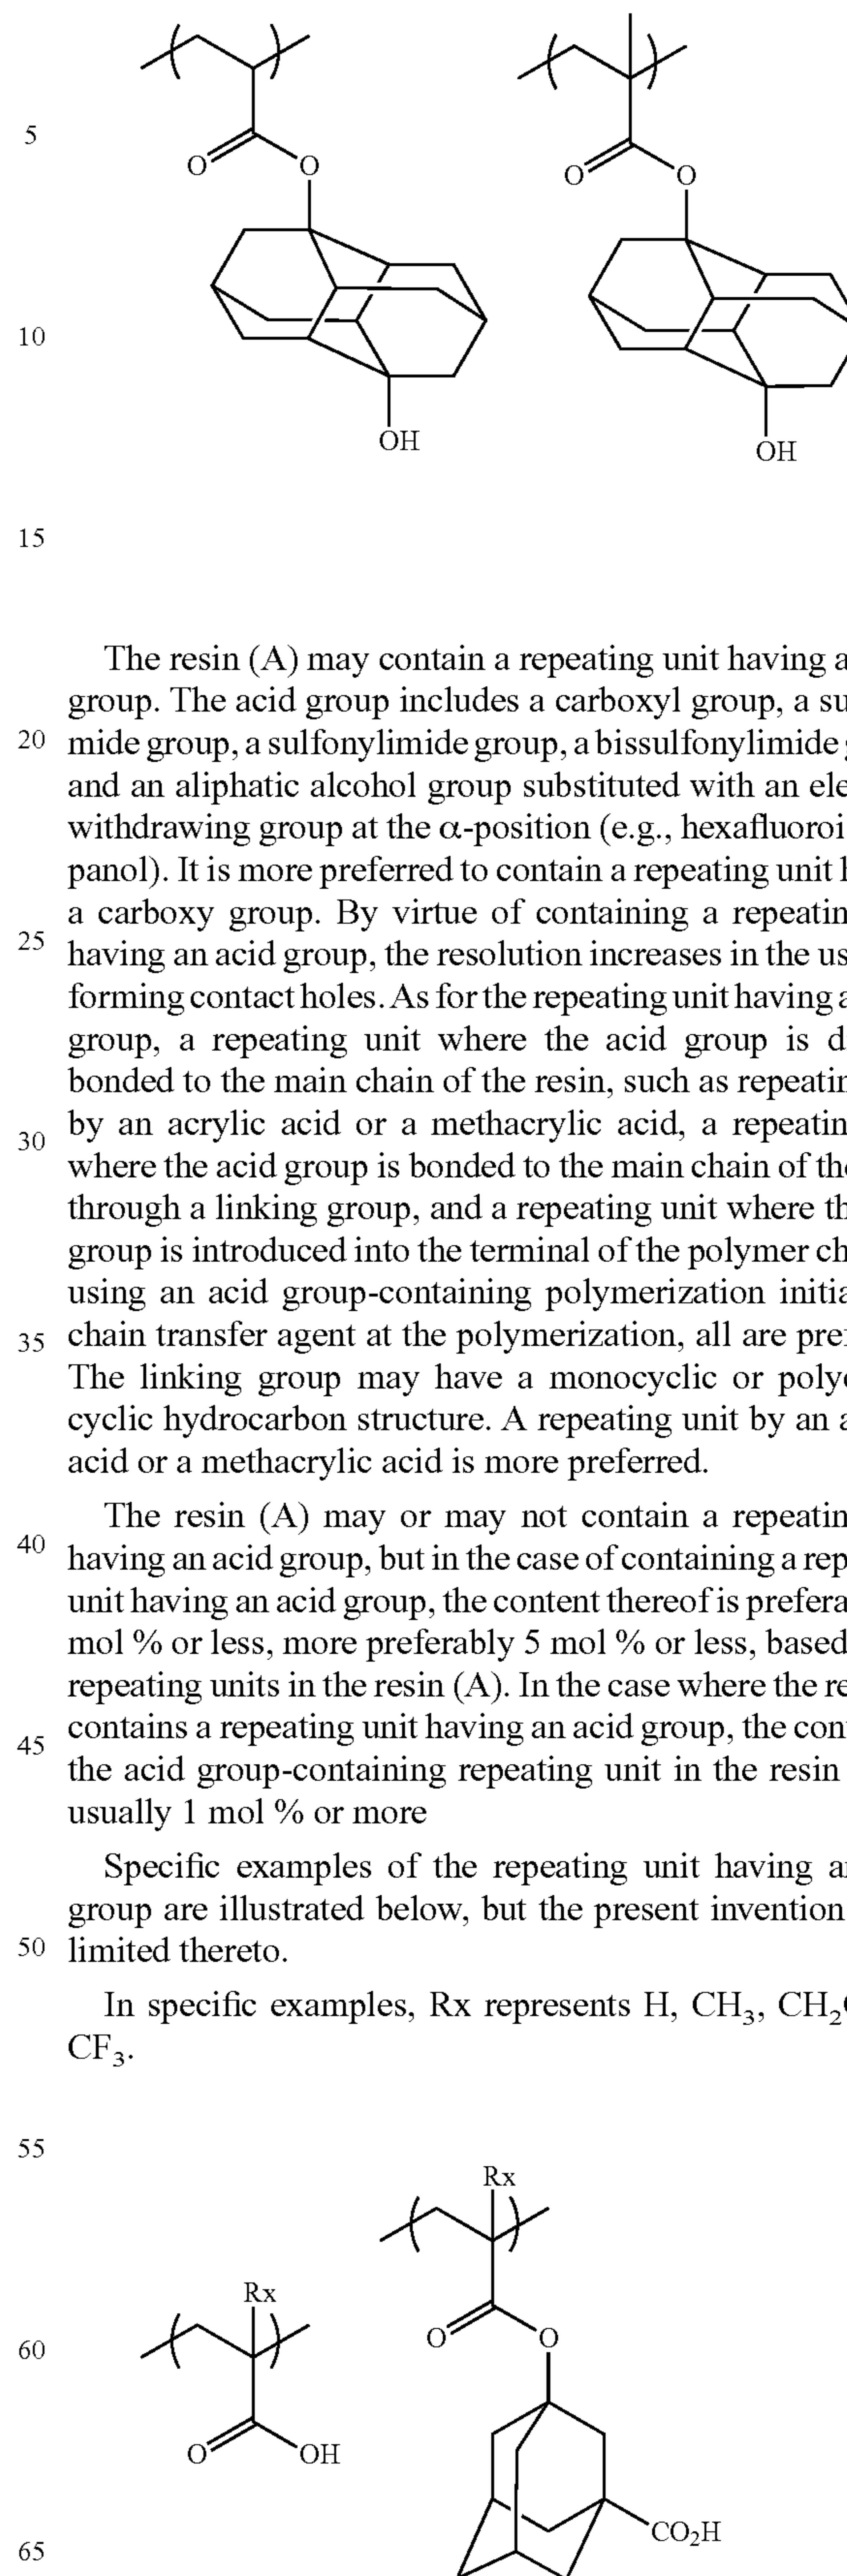 5
O
O
O
O
10
OH
OH
15
The resin (A) may contain a repeating unit having a
group. The acid group includes a carboxyl group, a su
20 mide group, a sulfonylimide group, a bissulfonylimide
and an aliphatic alcohol group substituted with an ele
withdrawing group at the α-position (e.g., hexafluoroi
panol). It is more preferred to contain a repeating unit
a carboxy group. By virtue of containing a repeatin
25 having an acid group, the resolution increases in the us
forming contact holes. As for the repeating unit having a
group, a repeating unit where the acid group is d
bonded to the main chain of the resin, such as repeatin
30 by an acrylic acid or a methacrylic acid, a repeatin
where the acid group is bonded to the main chain of the
through a linking group, and a repeating unit where th
group is introduced into the terminal of the polymer ch
using an acid group-containing polymerization initia
35 chain transfer agent at the polymerization, all are pre
The linking group may have a monocyclic or poly
cyclic hydrocarbon structure. A repeating unit by an a
acid or a methacrylic acid is more preferred.
The resin (A) may or may not contain a repeatin
40 having an acid group, but in the case of containing a rep
unit having an acid group, the content thereof is prefera
mol % or less, more preferably 5 mol % or less, based
repeating units in the resin (A). In the case where the re
45 contains a repeating unit having an acid group, the con
the acid group-containing repeating unit in the resin
usually 1 mol % or more
Specific examples of the repeating unit having a
group are illustrated below, but the present invention
50 limited thereto.
In specific examples, Rx represents H, CH₃, CH₂
CF₃.
55
Rx
Rx
60
O
O
O
OH
CO₂H
65